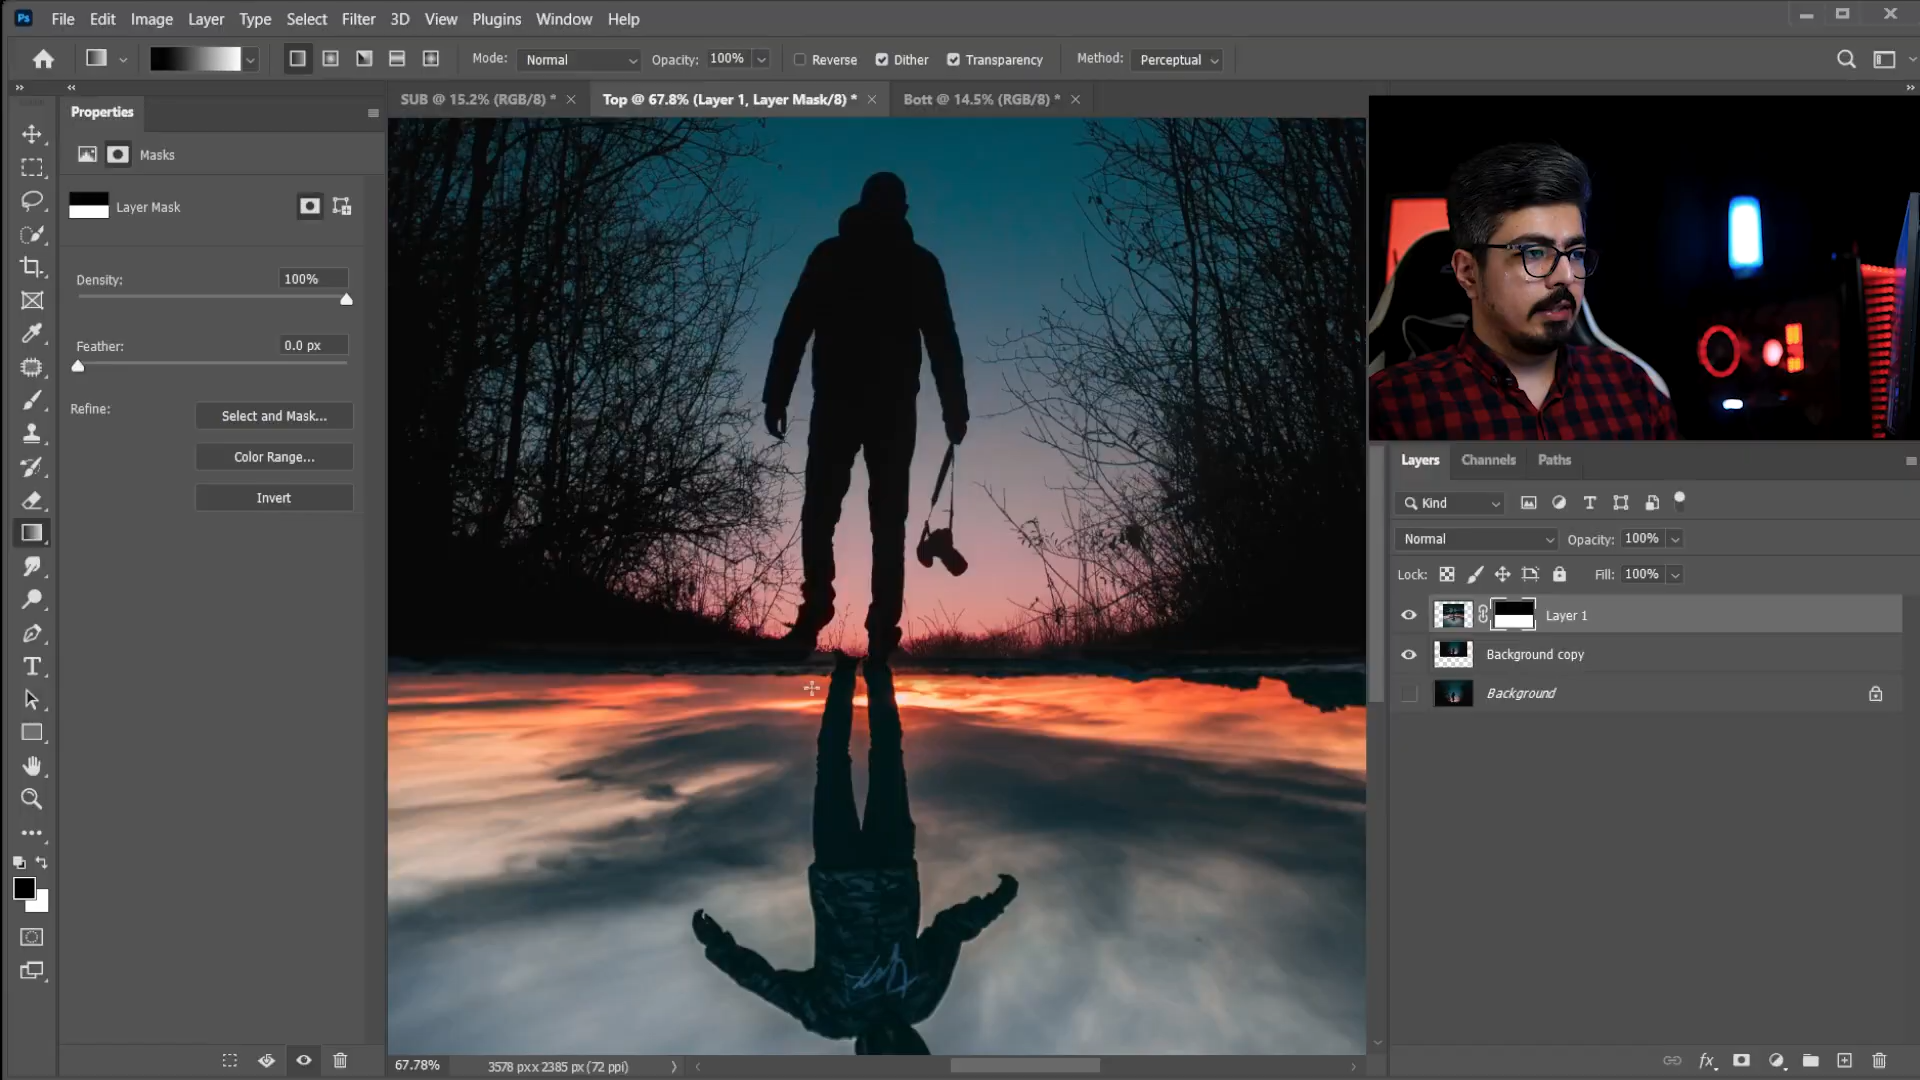 Ps File Edit Image Layer Type Select Filter 3D View Plugins Window Help
Mode: Normal Opacity: 100% Reverse Dither Transparency Method: Perceptual
SUB @ 15.2% (RGB/8) * Top @ 67.8% (Layer 1, Layer Mask/8) * Bott @ 14.5% (RGB/8) *
Properties
Masks
Layer Mask
Density: 100%
Feather: 0.0 px
Refine: Select and Mask...
Color Range...
Invert
Layers Channels Paths
Kind
Normal Opacity: 100%
Lock: Fill: 100%
Layer 1
Background copy
Background
67.78% 3578 px x 2385 px (72 ppi)